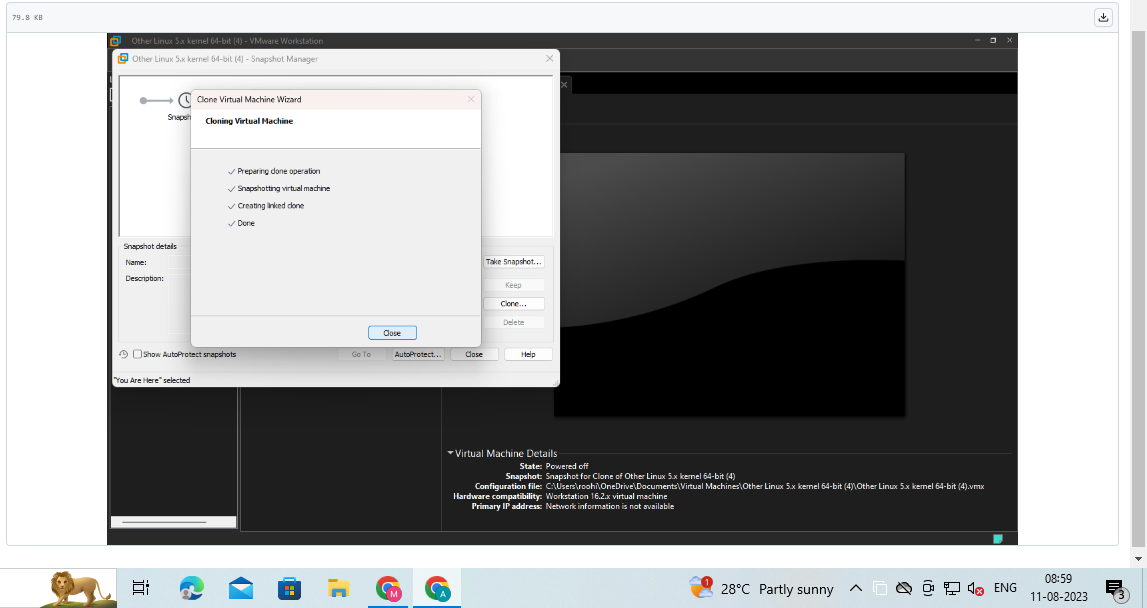 79.8 KB
Other Linux 5.x kernel 64-bit (4) - VMware Workstation
Other Linux 5.x kernel 64-bit (4) - Snapshot Manager
Clone Virtual Machine Wizard
Cloning Virtual Machine
Preparing clone operation
Snapshotting virtual machine
Creating linked clone
Done
Close
Snapshot details
Name:
Description:
Take Snapshot...
Keep
Clone...
Delete
Show AutoProtect snapshots
Go To
AutoProtect...
Close
Help
"You Are Here" selected
Virtual Machine Details
State: Powered off
Snapshot: Snapshot for Clone of Other Linux 5.x kernel 64-bit (4)
Configuration file: C:\Users\roohi\OneDrive\Documents\Virtual Machines\Other Linux 5.x kernel 64-bit (4)\Other Linux 5.x kernel 64-bit (4).vmx
Hardware compatibility: Workstation 16.2.x virtual machine
Primary IP address: Network information is not available
M
A
1
28°C Partly sunny
ENG
08:59
11-08-2023
3